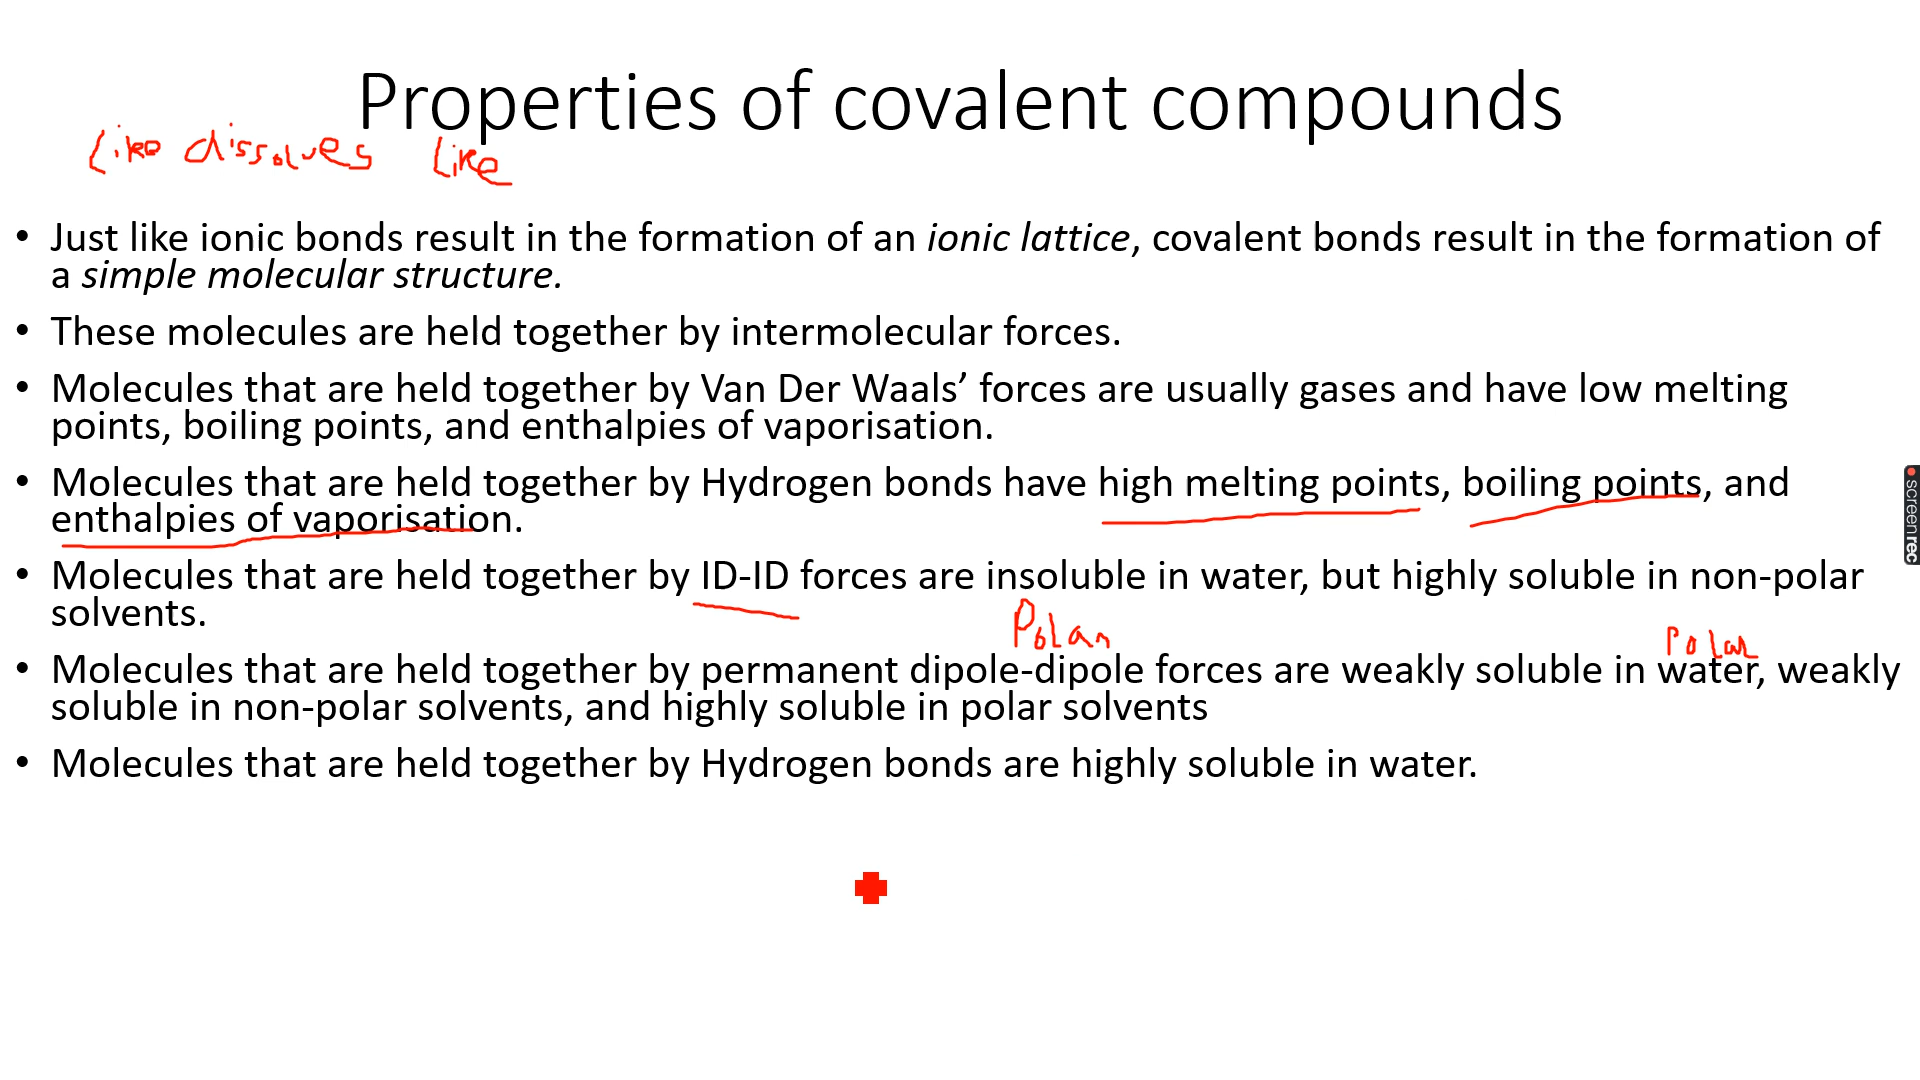 Properties of covalent compounds
Like dissolves Like
• Just like ionic bonds result in the formation of an ionic lattice, covalent bonds result in the formation of
a simple molecular structure.
• These molecules are held together by intermolecular forces.
• Molecules that are held together by Van Der Waals’ forces are usually gases and have low melting
points, boiling points, and enthalpies of vaporisation.
• Molecules that are held together by Hydrogen bonds have high melting points, boiling points, and
enthalpies of vaporisation.
• Molecules that are held together by ID-ID forces are insoluble in water, but highly soluble in non-polar
solvents.
Polar
Polar
• Molecules that are held together by permanent dipole-dipole forces are weakly soluble in water, weakly
soluble in non-polar solvents, and highly soluble in polar solvents
• Molecules that are held together by Hydrogen bonds are highly soluble in water.
screenrec